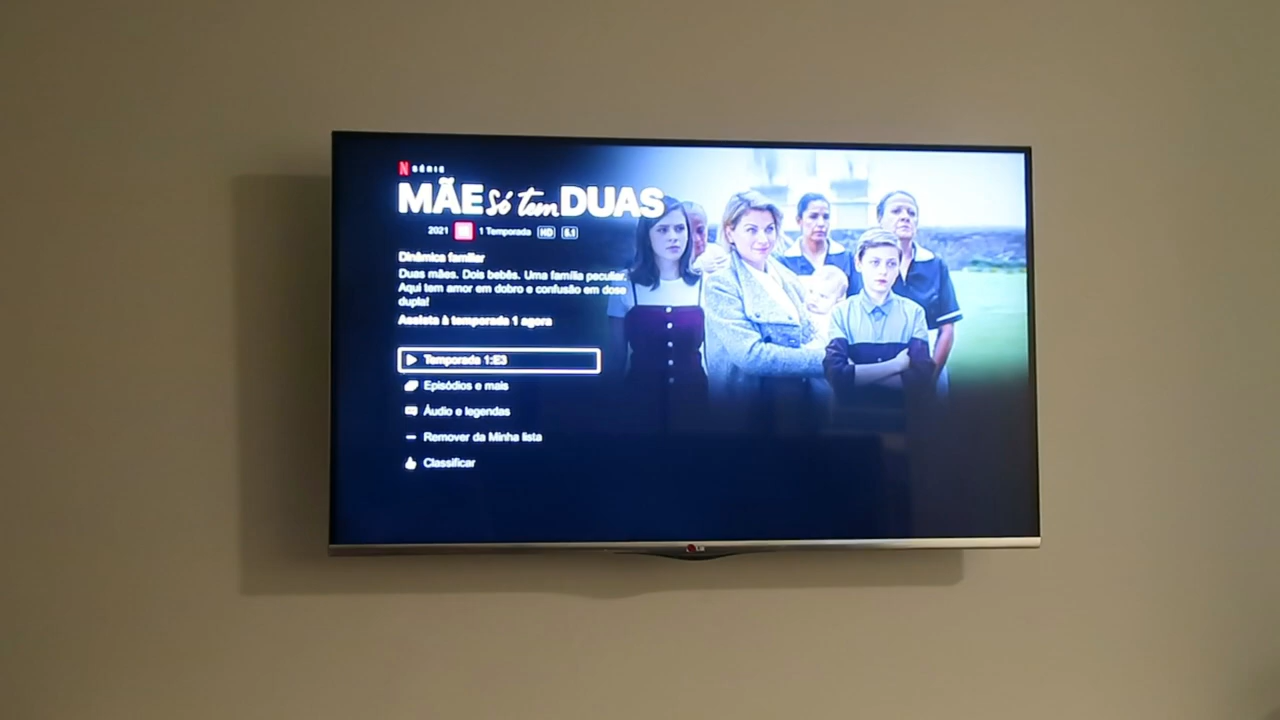 N SÉRIE
MÃE Só tem DUAS
2021 1 Temporada HD 5.1
Dinâmica familiar
Duas mães. Dois bebês. Uma família peculiar.
Aqui tem amor em dobro e confusão em dose
dupla!
Assista à temporada 1 agora
Temporada 1:E3
Episódios e mais
Áudio e legendas
Remover da Minha lista
Classificar
LG